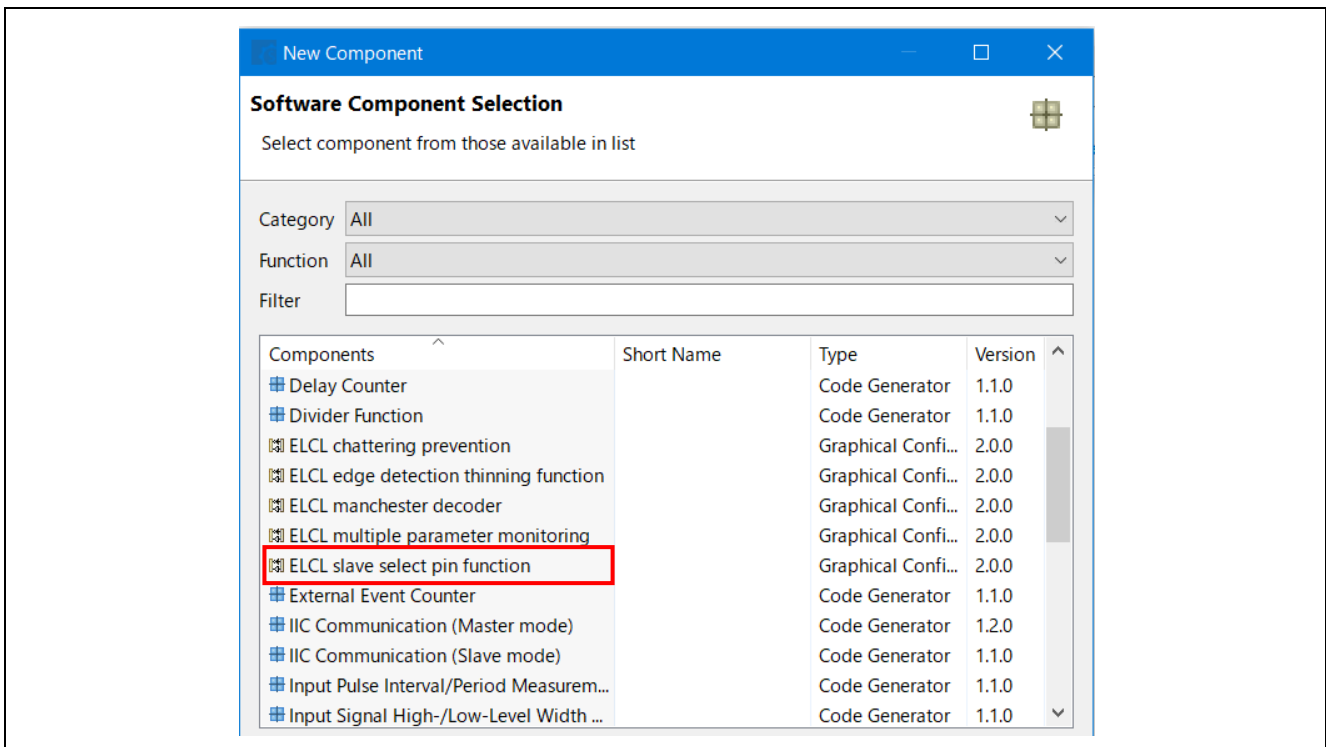 New Component
Software Component Selection
Select component from those available in list
Category All
Function All
Filter
Components Short Name Type Version
Delay Counter Code Generator 1.1.0
Divider Function Code Generator 1.1.0
ELCL chattering prevention Graphical Confi... 2.0.0
ELCL edge detection thinning function Graphical Confi... 2.0.0
ELCL manchester decoder Graphical Confi... 2.0.0
ELCL multiple parameter monitoring Graphical Confi... 2.0.0
ELCL slave select pin function Graphical Confi... 2.0.0
External Event Counter Code Generator 1.1.0
IIC Communication (Master mode) Code Generator 1.2.0
IIC Communication (Slave mode) Code Generator 1.1.0
Input Pulse Interval/Period Measurem... Code Generator 1.1.0
Input Signal High-/Low-Level Width ... Code Generator 1.1.0